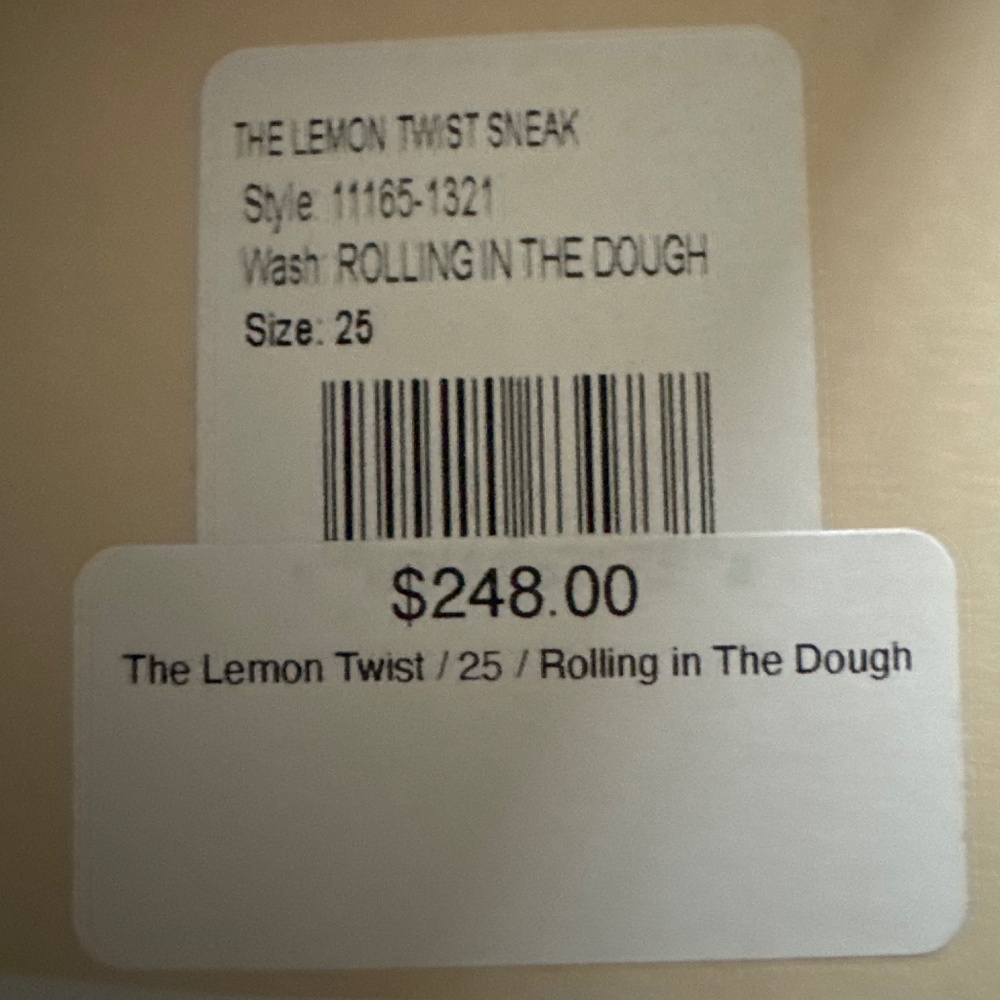 THE LEMON TWIST SNEAK
Style: 11165-1321
Wash: ROLLING IN THE DOUGH
Size: 25
$248.00
The Lemon Twist / 25 / Rolling in The Dough